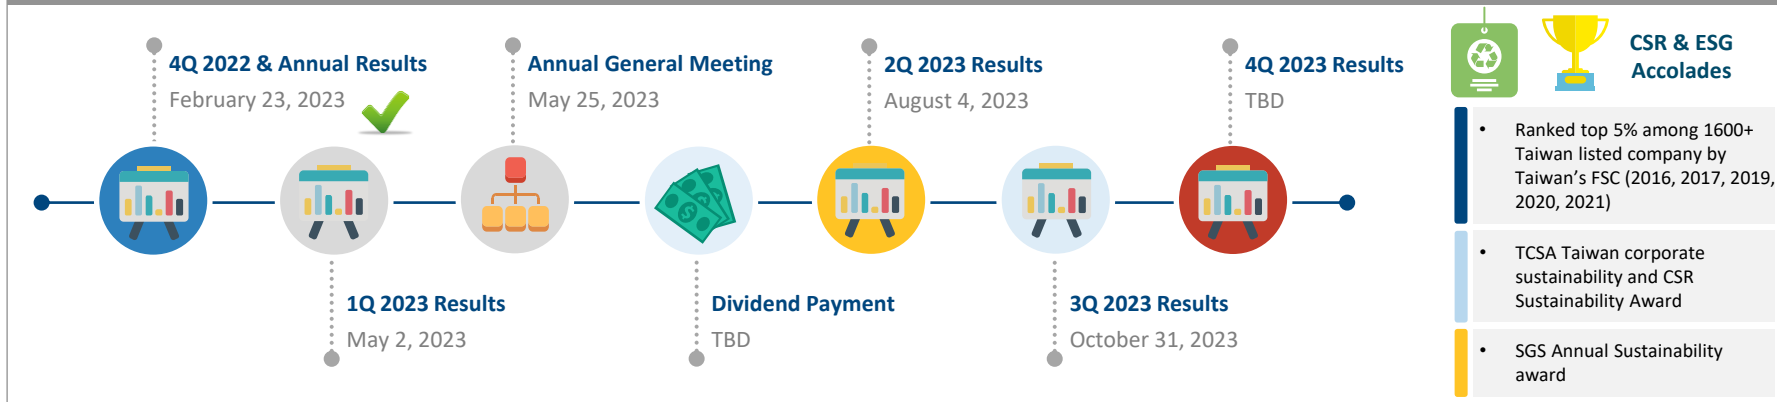 4Q 2022 & Annual Results
February 23, 2023
Annual General Meeting
May 25, 2023
2Q 2023 Results
August 4, 2023
4Q 2023 Results
TBD
1Q 2023 Results
May 2, 2023
Dividend Payment
TBD
3Q 2023 Results
October 31, 2023
CSR & ESG
Accolades
• Ranked top 5% among 1600+
Taiwan listed company by
Taiwan's FSC (2016, 2017, 2019,
2020, 2021)
• TCSA Taiwan corporate
sustainability and CSR
Sustainability Award
• SGS Annual Sustainability
award